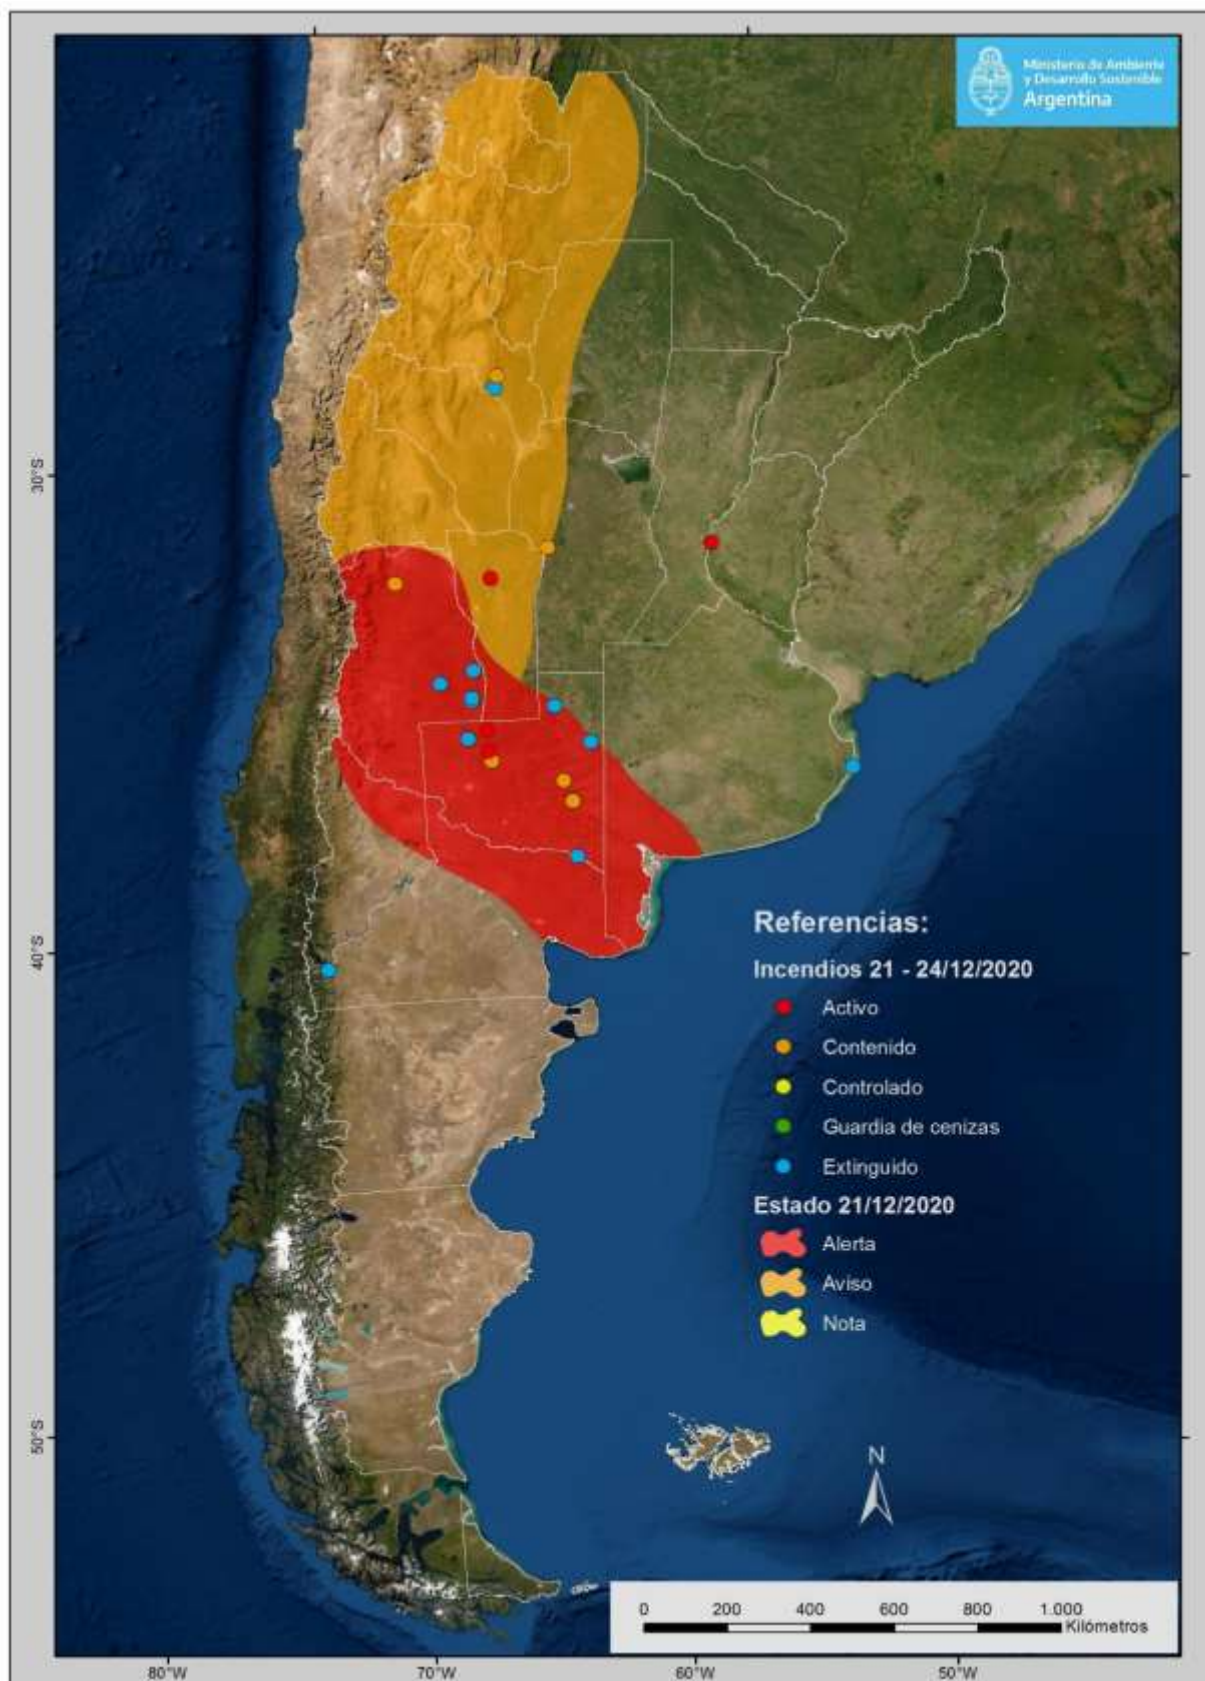 Ministerio de Ambiente
y Desarrollo Sostenible
Argentina
30°S
40°S
50°S
Referencias:
Incendios 21 - 24/12/2020
Activo
Contenido
Controlado
Guardia de cenizas
Extinguido
Estado 21/12/2020
Alerta
Aviso
Nota
N
0 200 400 600 800 1.000
Kilómetros
80°W 70°W 60°W 50°W